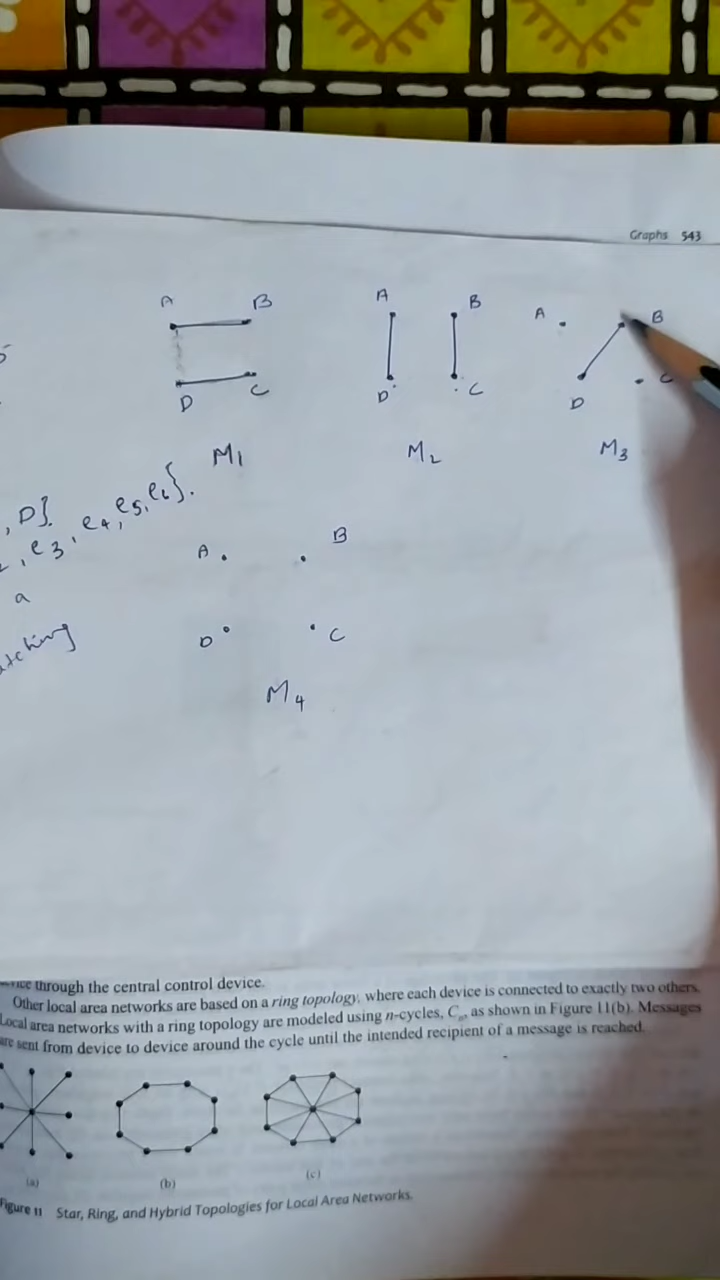 Graphs 543
A B A B A B
D C D C D C
M1 M2 M3
, D}.
, e3, e4, e5, e6}.
a
A B
D C
M4
through the central control device.
Other local area networks are based on a ring topology, where each device is connected to exactly two others.
Local area networks with a ring topology are modeled using n-cycles, Cn, as shown in Figure 11(b). Messages
are sent from device to device around the cycle until the intended recipient of a message is reached.
(a) (b) (c)
Figure 11 Star, Ring, and Hybrid Topologies for Local Area Networks.